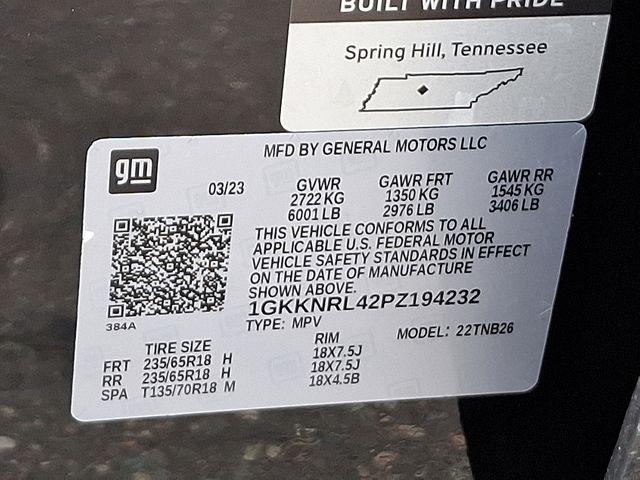 BUILT WITH PRIDE
Spring Hill, Tennessee
gm
MFD BY GENERAL MOTORS LLC
03/23
GVWR GAWR FRT GAWR RR
2722 KG 1350 KG 1545 KG
6001 LB 2976 LB 3406 LB
THIS VEHICLE CONFORMS TO ALL
APPLICABLE U.S. FEDERAL MOTOR
VEHICLE SAFETY STANDARDS IN EFFECT
ON THE DATE OF MANUFACTURE
SHOWN ABOVE.
1GKKNRL42PZ194232
384A
TYPE: MPV MODEL: 22TNB26
TIRE SIZE RIM
FRT 235/65R18 H 18X7.5J
RR 235/65R18 H 18X7.5J
SPA T135/70R18 M 18X4.5B